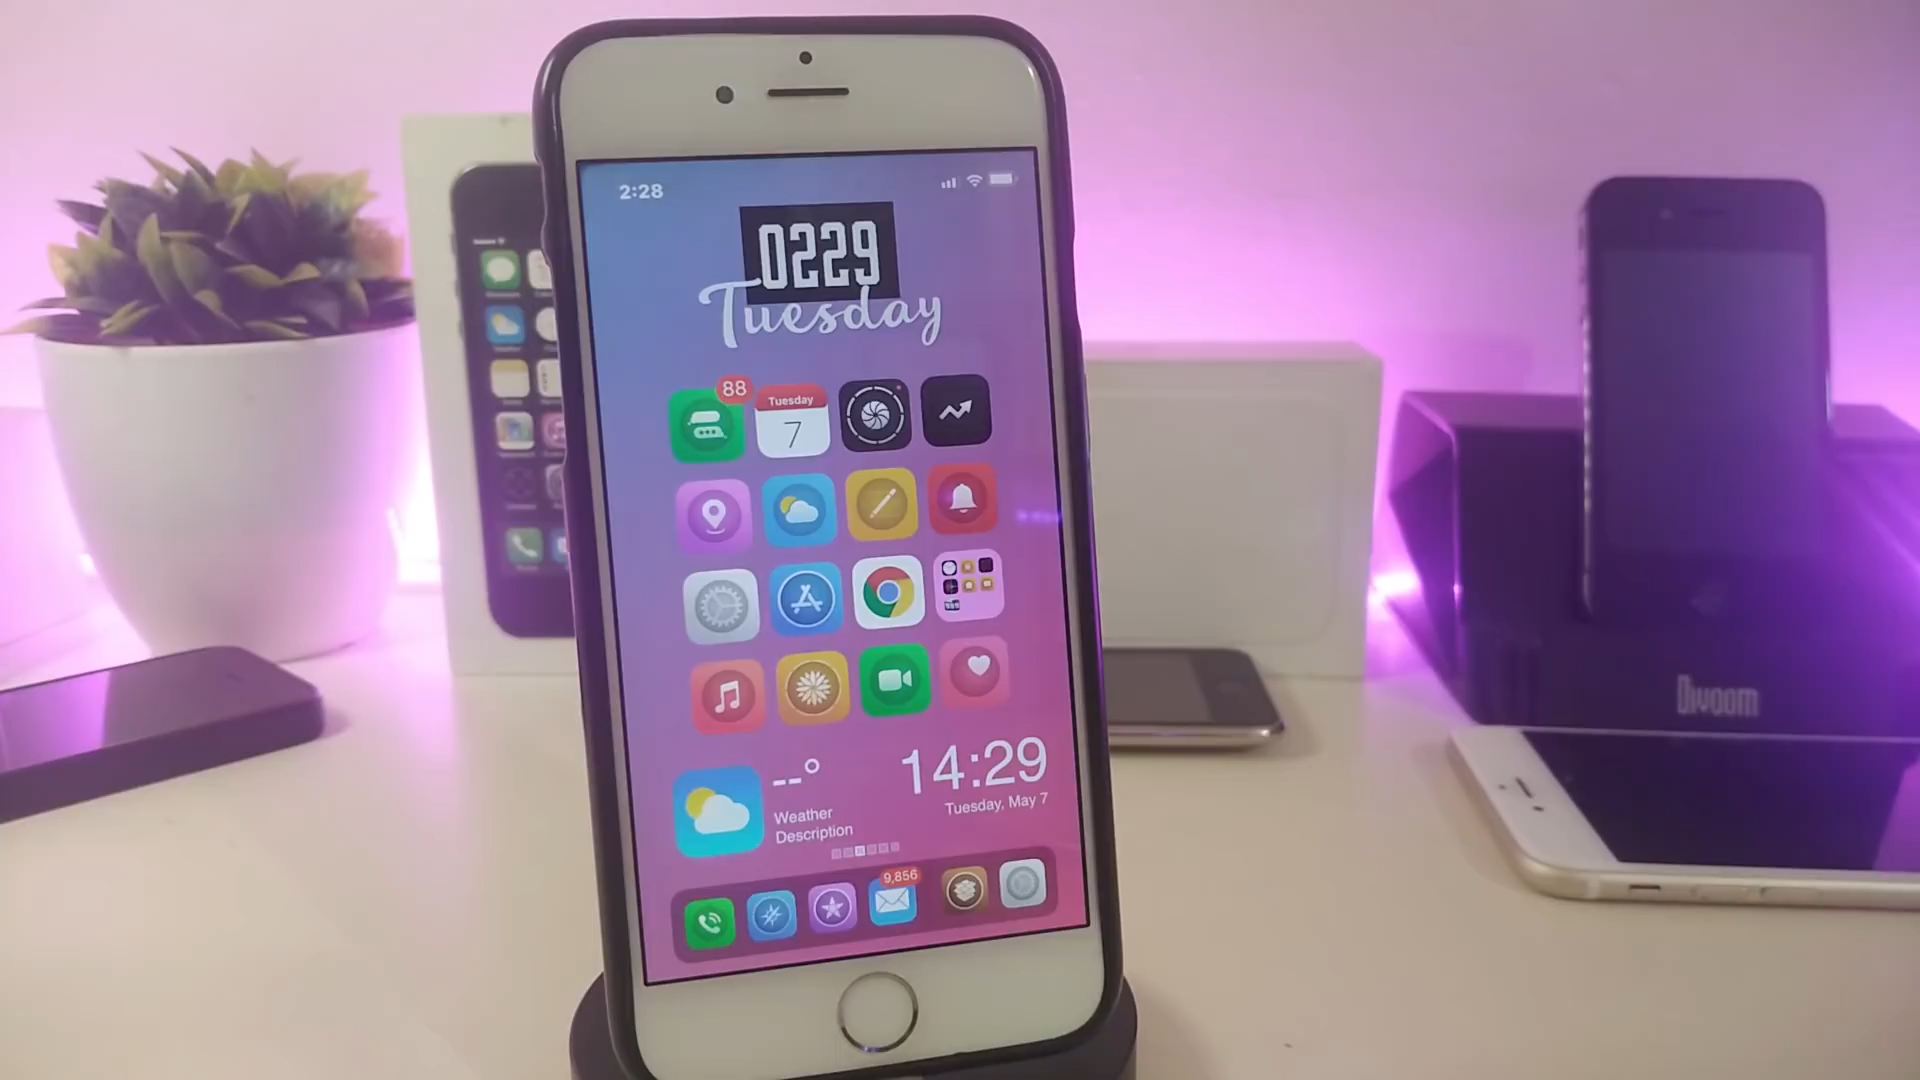 2:28
0229
Tuesday
88
Tuesday
7
--°
Weather
Description
14:29
Tuesday, May 7
9,856
Divoom